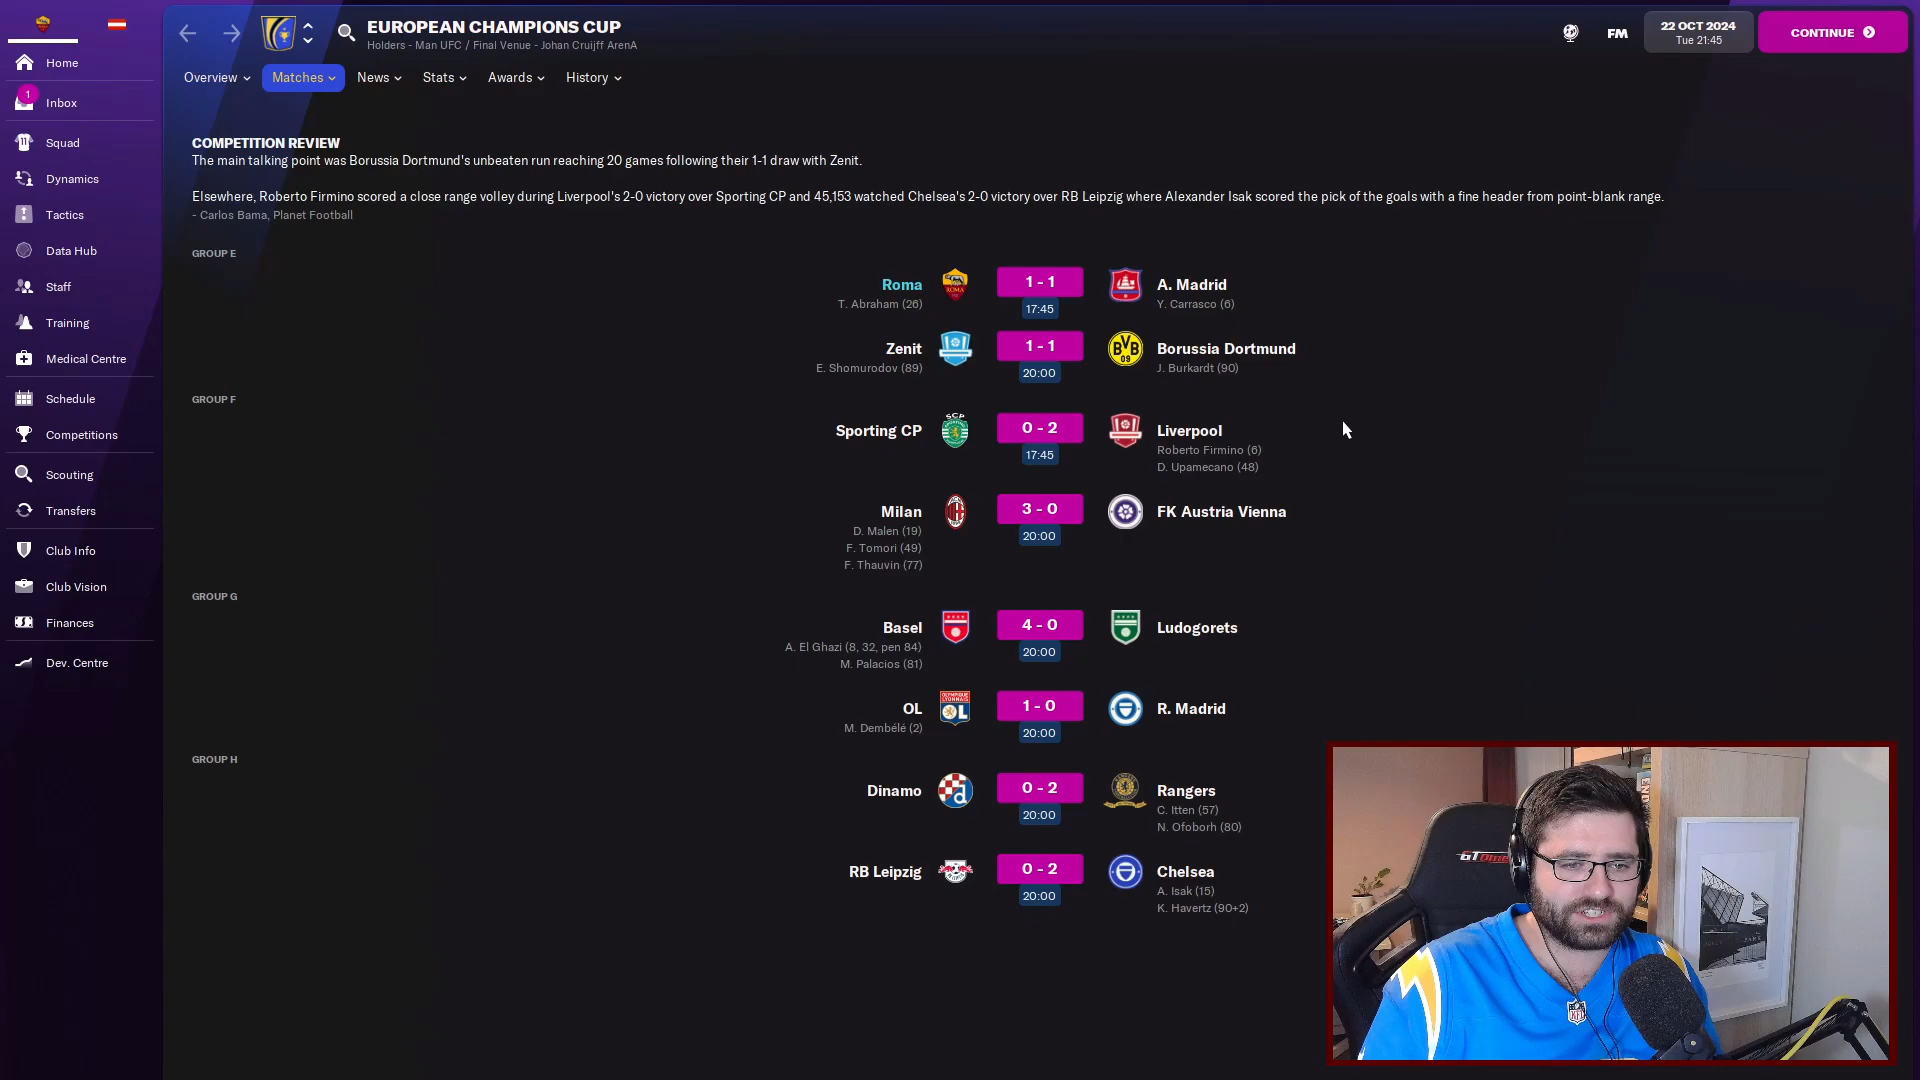 EUROPEAN CHAMPIONS CUP
Holders - Man UFC / Final Venue - Johan Cruijff ArenA
FM
22 OCT 2024
Tue 21:45
CONTINUE
Overview
Matches
News
Stats
Awards
History
Home
1
Inbox
Squad
Dynamics
Tactics
Data Hub
Staff
Training
Medical Centre
Schedule
Competitions
Scouting
Transfers
Club Info
Club Vision
Finances
Dev. Centre
COMPETITION REVIEW
The main talking point was Borussia Dortmund's unbeaten run reaching 20 games following their 1-1 draw with Zenit.
Elsewhere, Roberto Firmino scored a close range volley during Liverpool's 2-0 victory over Sporting CP and 45,153 watched Chelsea's 2-0 victory over RB Leipzig where Alexander Isak scored the pick of the goals with a fine header from point-blank range.
- Carlos Bama, Planet Football
GROUP E
Roma 1 - 1 A. Madrid
T. Abraham (26) 17:45 Y. Carrasco (6)
Zenit 1 - 1 Borussia Dortmund
E. Shomurodov (89) 20:00 J. Burkardt (90)
GROUP F
Sporting CP 0 - 2 Liverpool
17:45 Roberto Firmino (6)
D. Upamecano (48)
Milan 3 - 0 FK Austria Vienna
D. Malen (19) 20:00
F. Tomori (49)
F. Thauvin (77)
GROUP G
Basel 4 - 0 Ludogorets
A. El Ghazi (8, 32, pen 84) 20:00
M. Palacios (81)
OL 1 - 0 R. Madrid
M. Dembélé (2) 20:00
GROUP H
Dinamo 0 - 2 Rangers
20:00 C. Itten (57)
N. Ofoborh (80)
RB Leipzig 0 - 2 Chelsea
20:00 A. Isak (15)
K. Havertz (90+2)